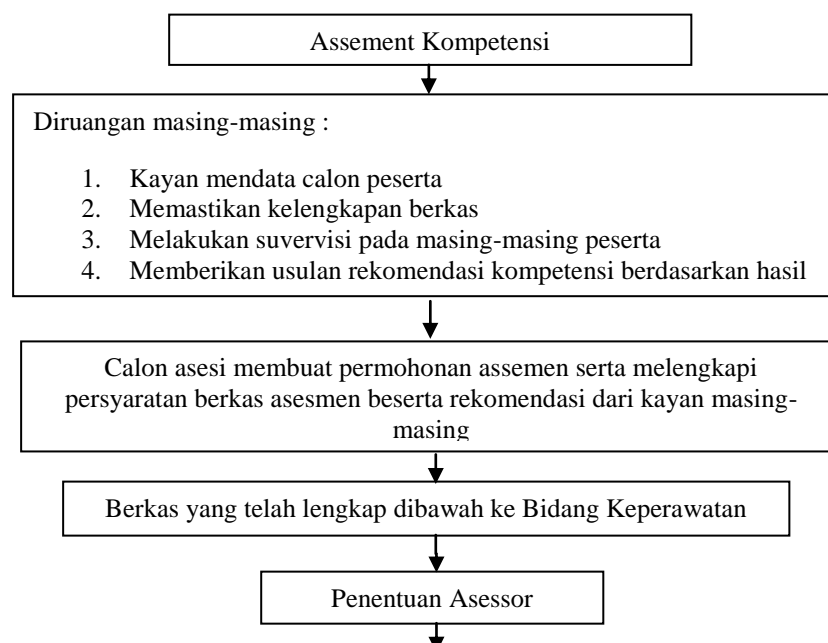 Assement Kompetensi
Diruangan masing-masing :
1. Kayan mendata calon peserta
2. Memastikan kelengkapan berkas
3. Melakukan suvervisi pada masing-masing peserta
4. Memberikan usulan rekomendasi kompetensi berdasarkan hasil
Calon asesi membuat permohonan assemen serta melengkapi
persyaratan berkas asesmen beserta rekomendasi dari kayan masing-
masing
Berkas yang telah lengkap dibawah ke Bidang Keperawatan
Penentuan Asessor